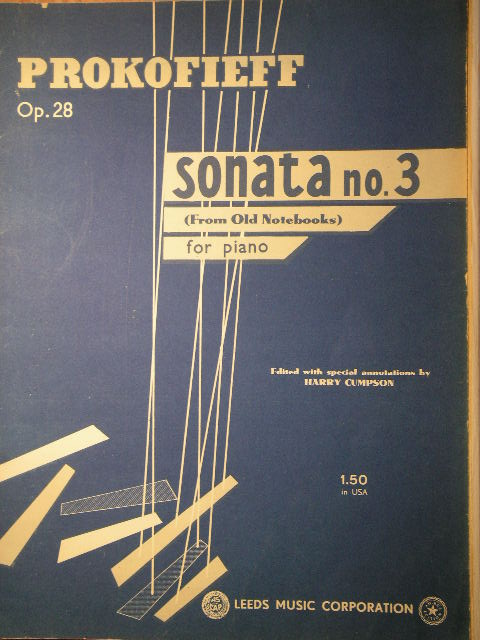 PROKOFIEFF
Op. 28
sonata no. 3
(From Old Notebooks)
for piano
Edited with special annotations by
HARRY CUMPSON
1.50
in USA
LEEDS MUSIC CORPORATION